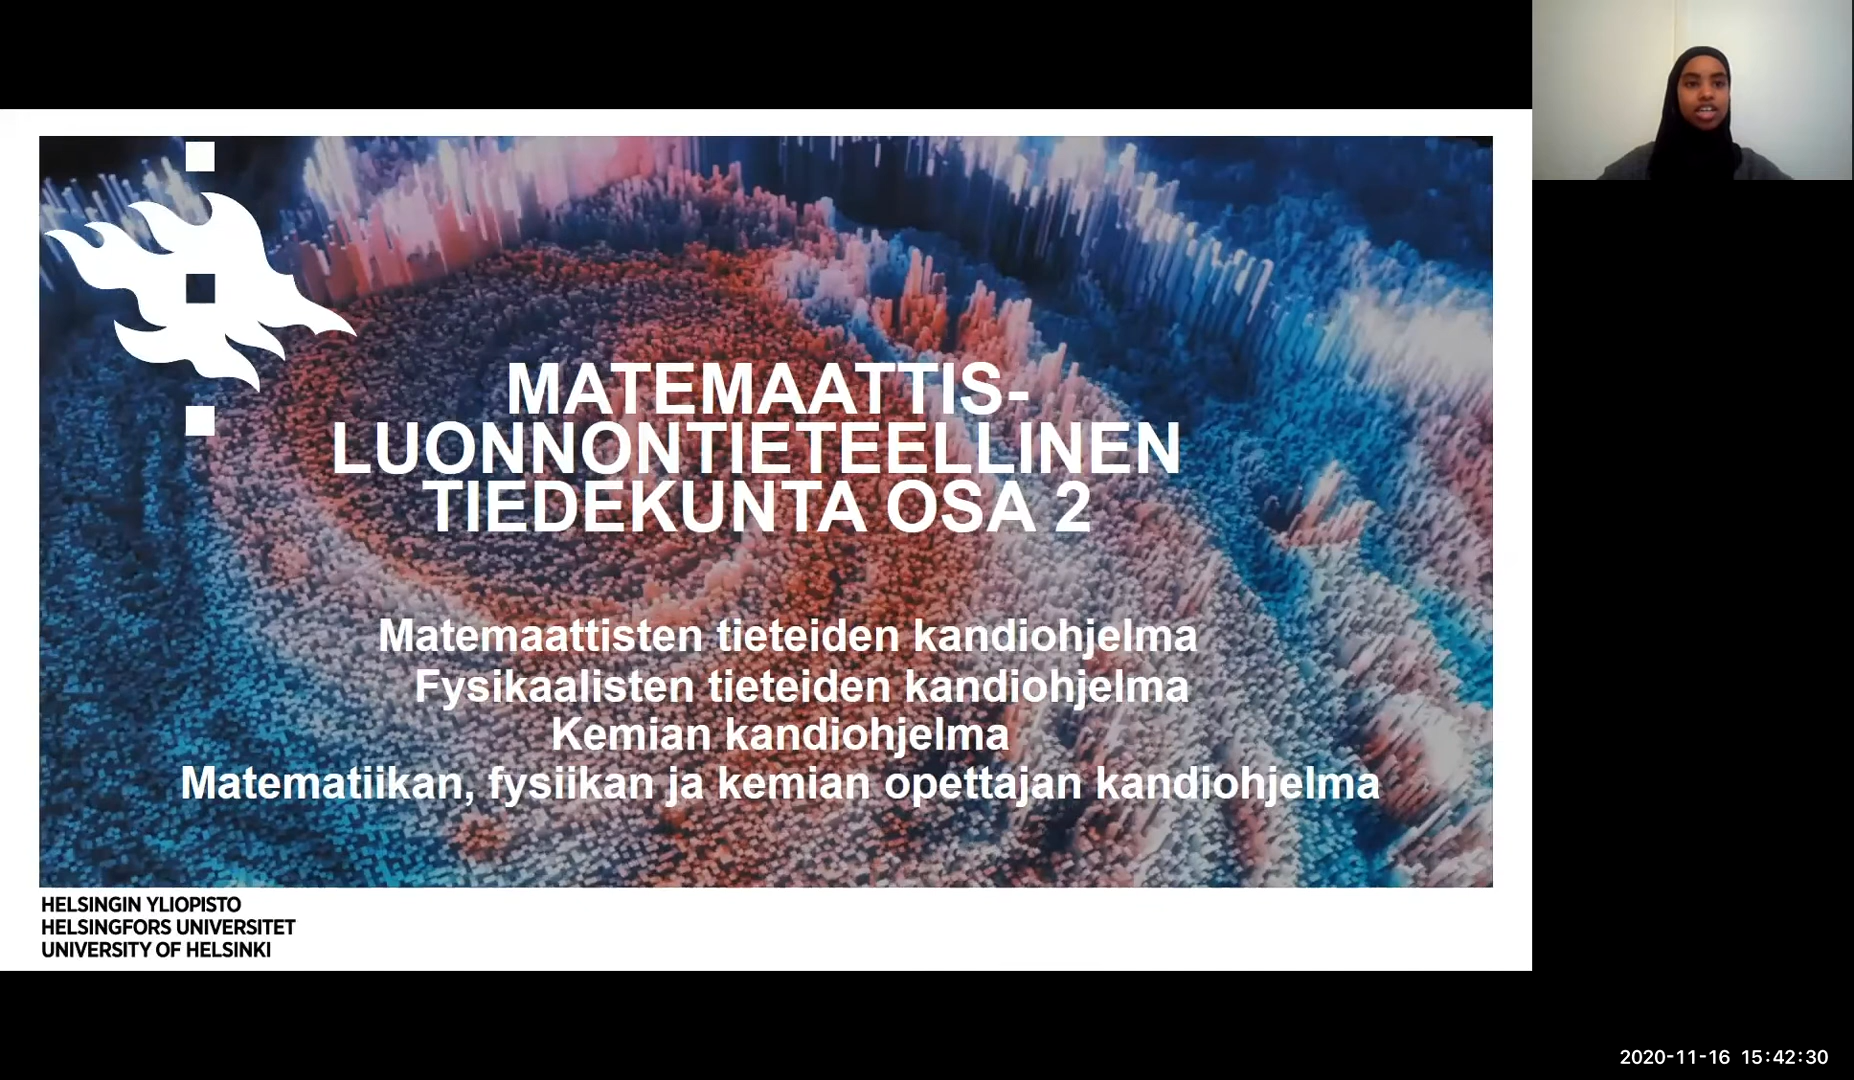 MATEMAATTIS-
LUONNONTIETEELLINEN
TIEDEKUNTA OSA 2
Matemaattisten tieteiden kandiohjelma
Fysikaalisten tieteiden kandiohjelma
Kemian kandiohjelma
Matematiikan, fysiikan ja kemian opettajan kandiohjelma
HELSINGIN YLIOPISTO
HELSINGFORS UNIVERSITET
UNIVERSITY OF HELSINKI
2020-11-16 15:42:30